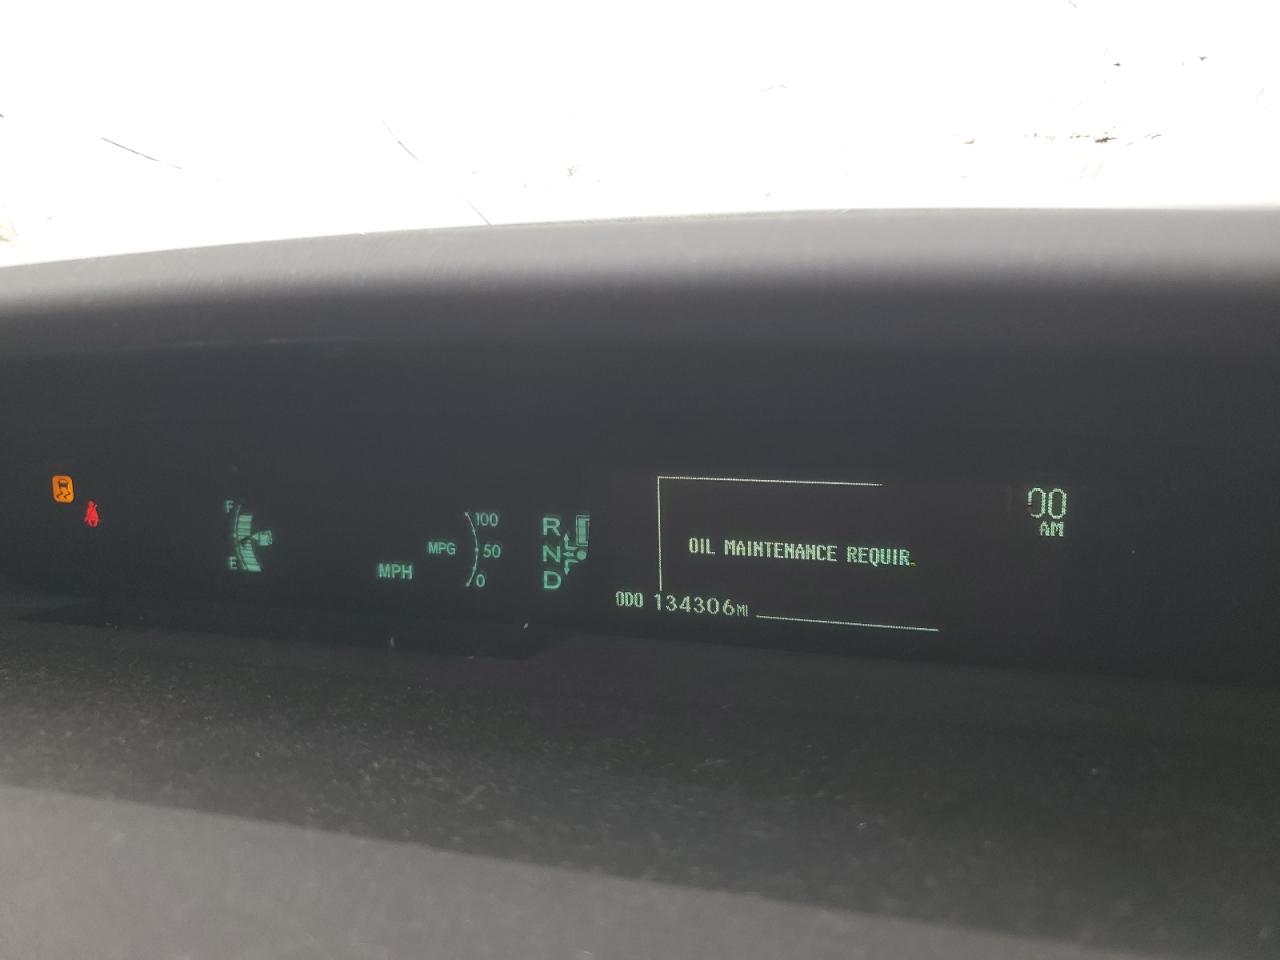 F
E
MPH
MPG
100
50
0
R
N
D
OIL MAINTENANCE REQUIR
ODO 134306MI
00
AM